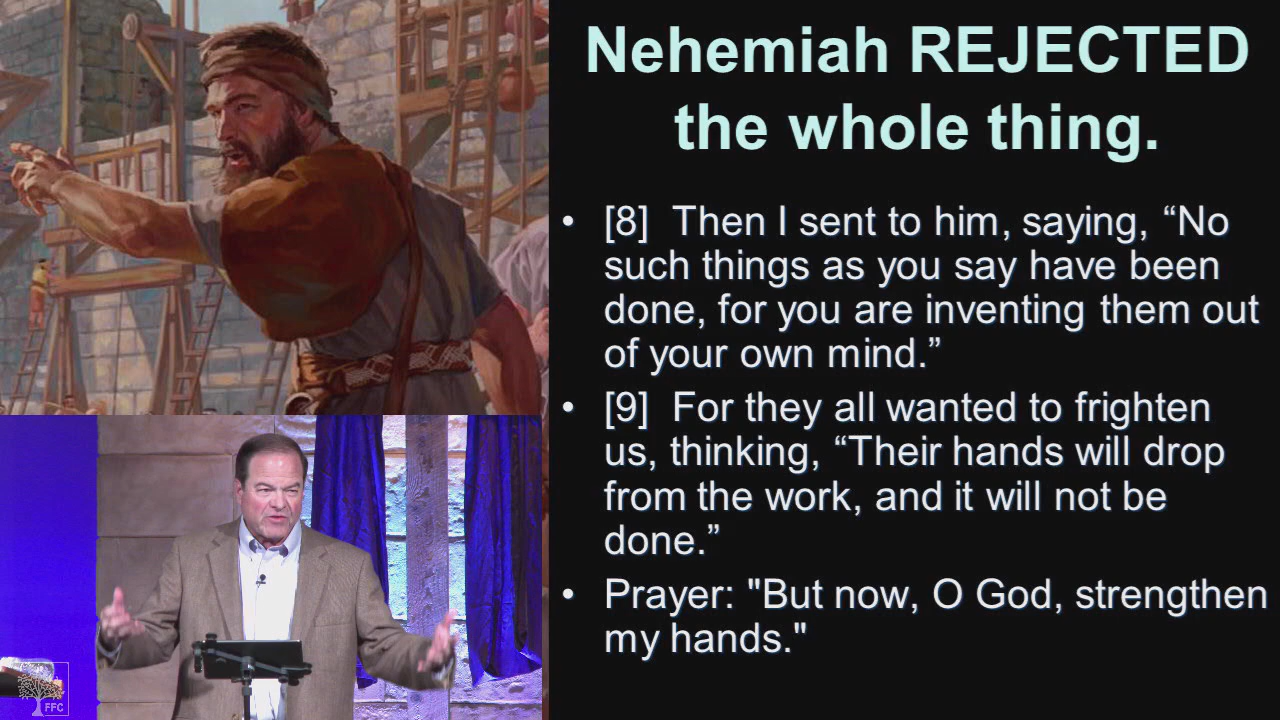 Nehemiah REJECTED
the whole thing.
• [8] Then I sent to him, saying, “No
such things as you say have been
done, for you are inventing them out
of your own mind.”
• [9] For they all wanted to frighten
us, thinking, “Their hands will drop
from the work, and it will not be
done.”
• Prayer: "But now, O God, strengthen
my hands."
FFC